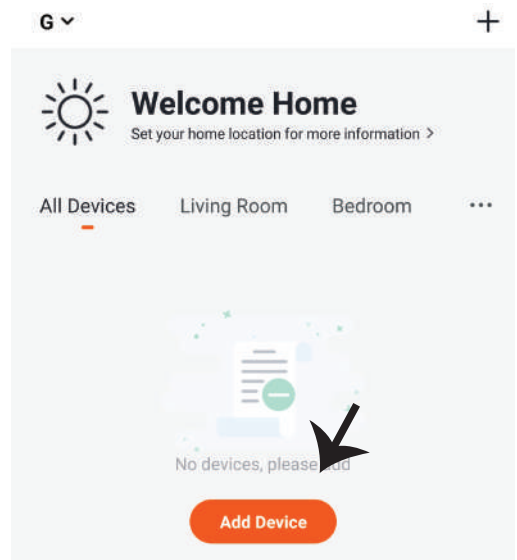 G
Welcome Home
Set your home location for more information >
All Devices Living Room Bedroom ...
No devices, please add
Add Device